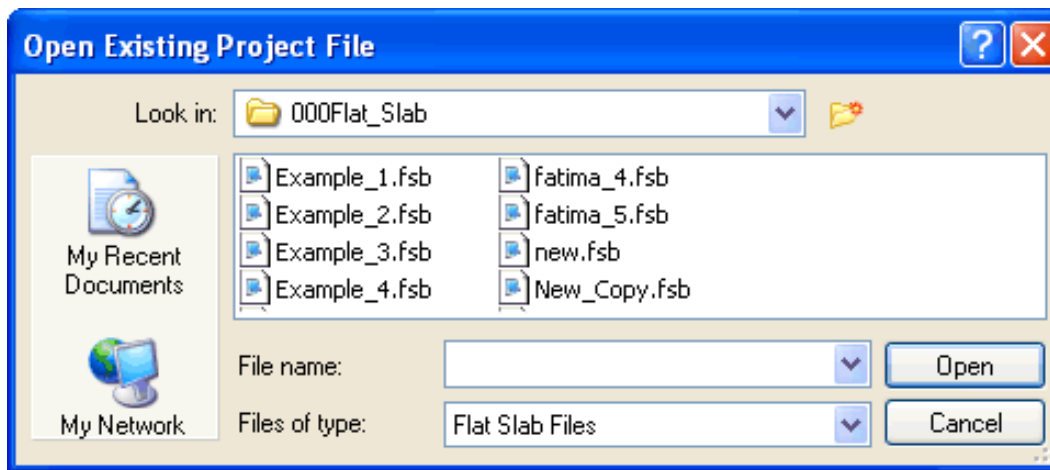 Open Existing Project File
Look in: 000Flat_Slab
My Recent Documents
My Network
Example_1.fsb
Example_2.fsb
Example_3.fsb
Example_4.fsb
fatima_4.fsb
fatima_5.fsb
new.fsb
New_Copy.fsb
File name:
Open
Files of type: Flat Slab Files
Cancel